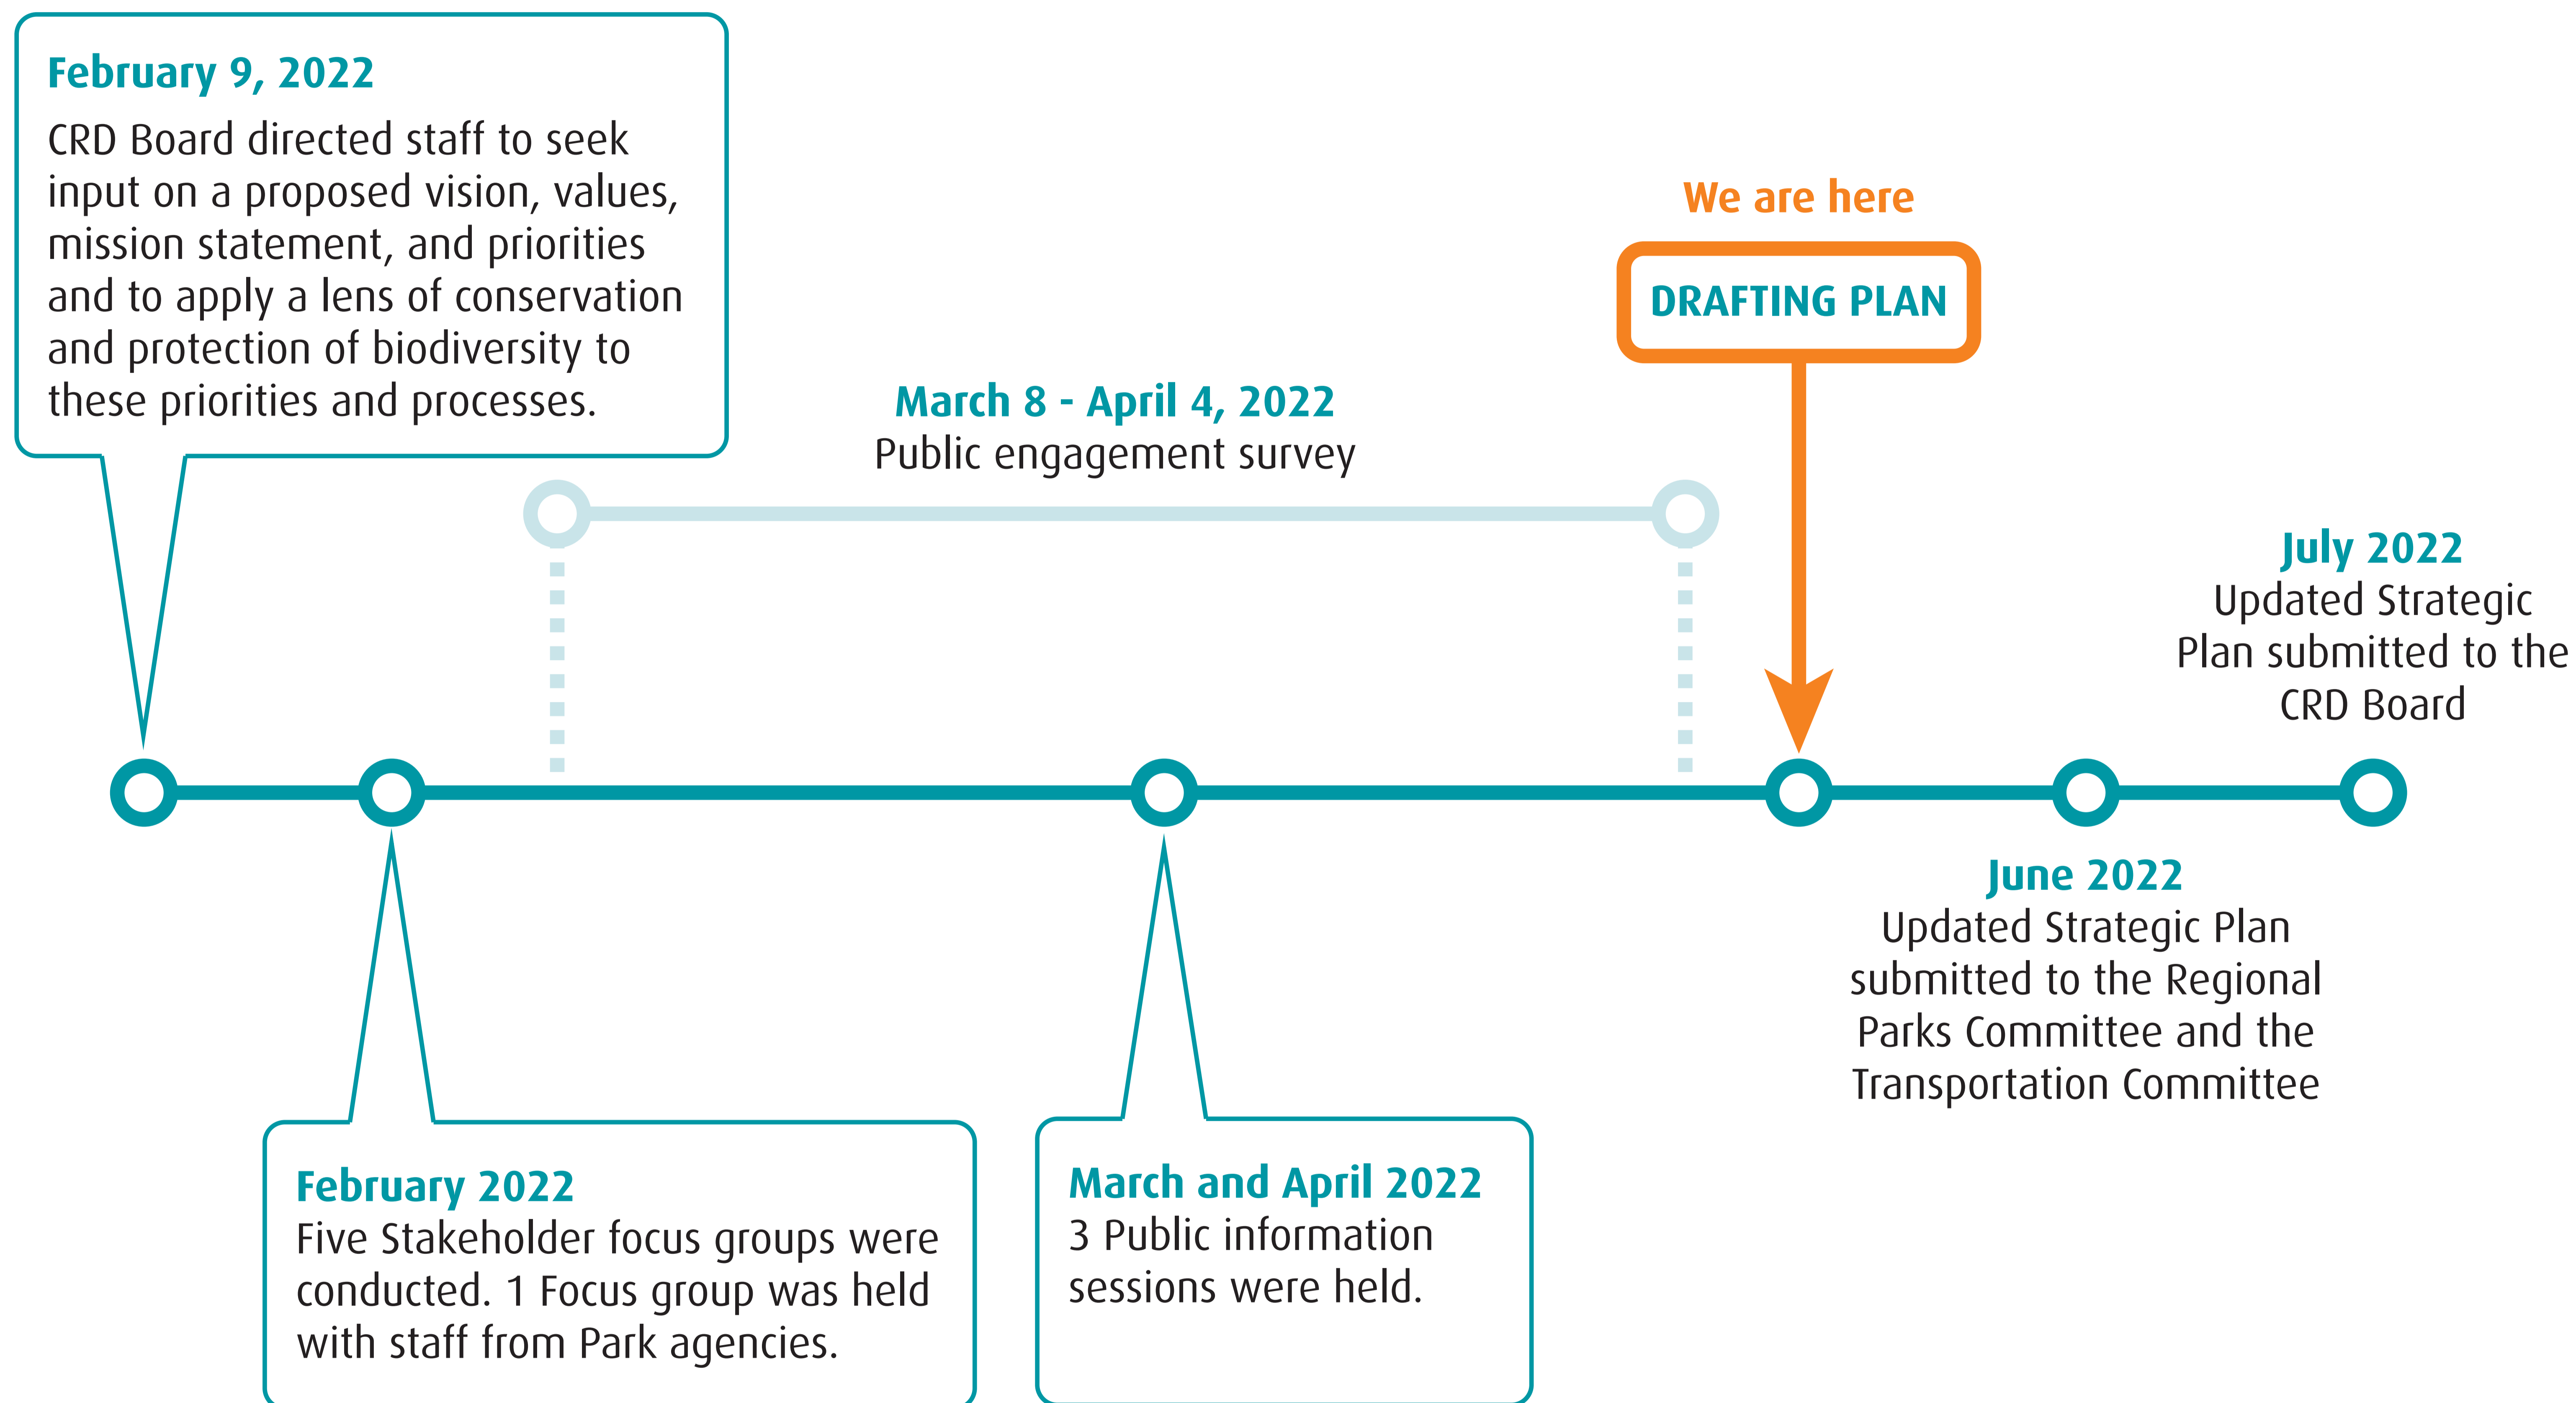 February 9, 2022
CRD Board directed staff to seek
input on a proposed vision, values,
mission statement, and priorities
and to apply a lens of conservation
and protection of biodiversity to
these priorities and processes.
March 8 - April 4, 2022
Public engagement survey
We are here
DRAFTING PLAN
July 2022
Updated Strategic
Plan submitted to the
CRD Board
February 2022
Five Stakeholder focus groups were
conducted. 1 Focus group was held
with staff from Park agencies.
March and April 2022
3 Public information
sessions were held.
June 2022
Updated Strategic Plan
submitted to the Regional
Parks Committee and the
Transportation Committee